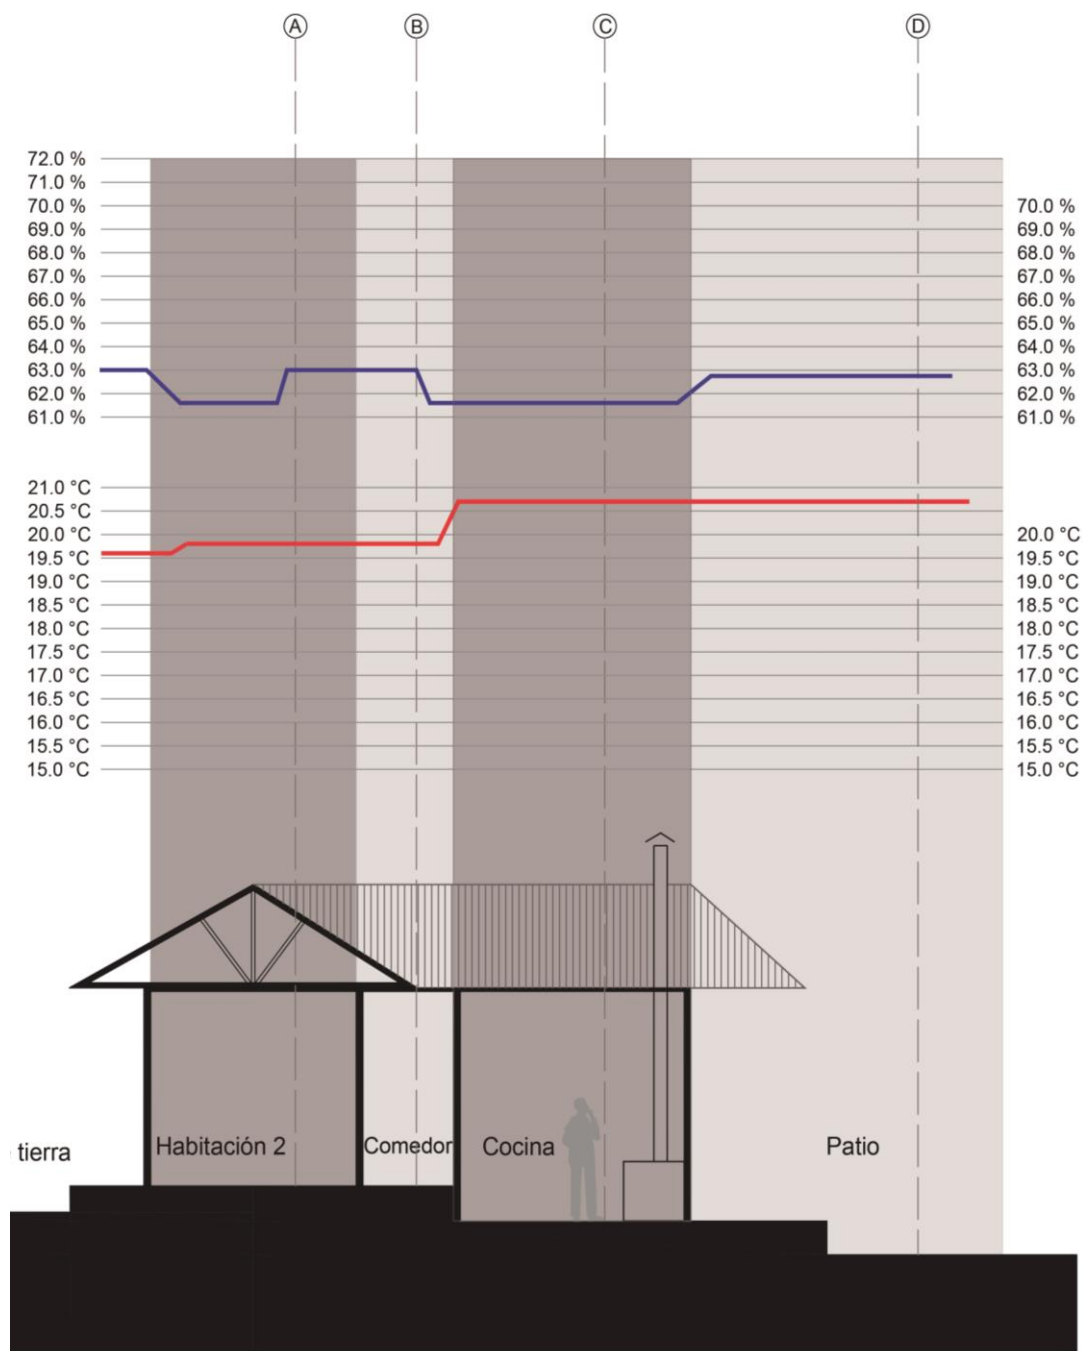 A B C D
72.0 %
71.0 %
70.0 % 70.0 %
69.0 % 69.0 %
68.0 % 68.0 %
67.0 % 67.0 %
66.0 % 66.0 %
65.0 % 65.0 %
64.0 % 64.0 %
63.0 % 63.0 %
62.0 % 62.0 %
61.0 % 61.0 %
21.0 °C
20.5 °C
20.0 °C 20.0 °C
19.5 °C 19.5 °C
19.0 °C 19.0 °C
18.5 °C 18.5 °C
18.0 °C 18.0 °C
17.5 °C 17.5 °C
17.0 °C 17.0 °C
16.5 °C 16.5 °C
16.0 °C 16.0 °C
15.5 °C 15.5 °C
15.0 °C 15.0 °C
tierra Habitación 2 Comedor Cocina Patio